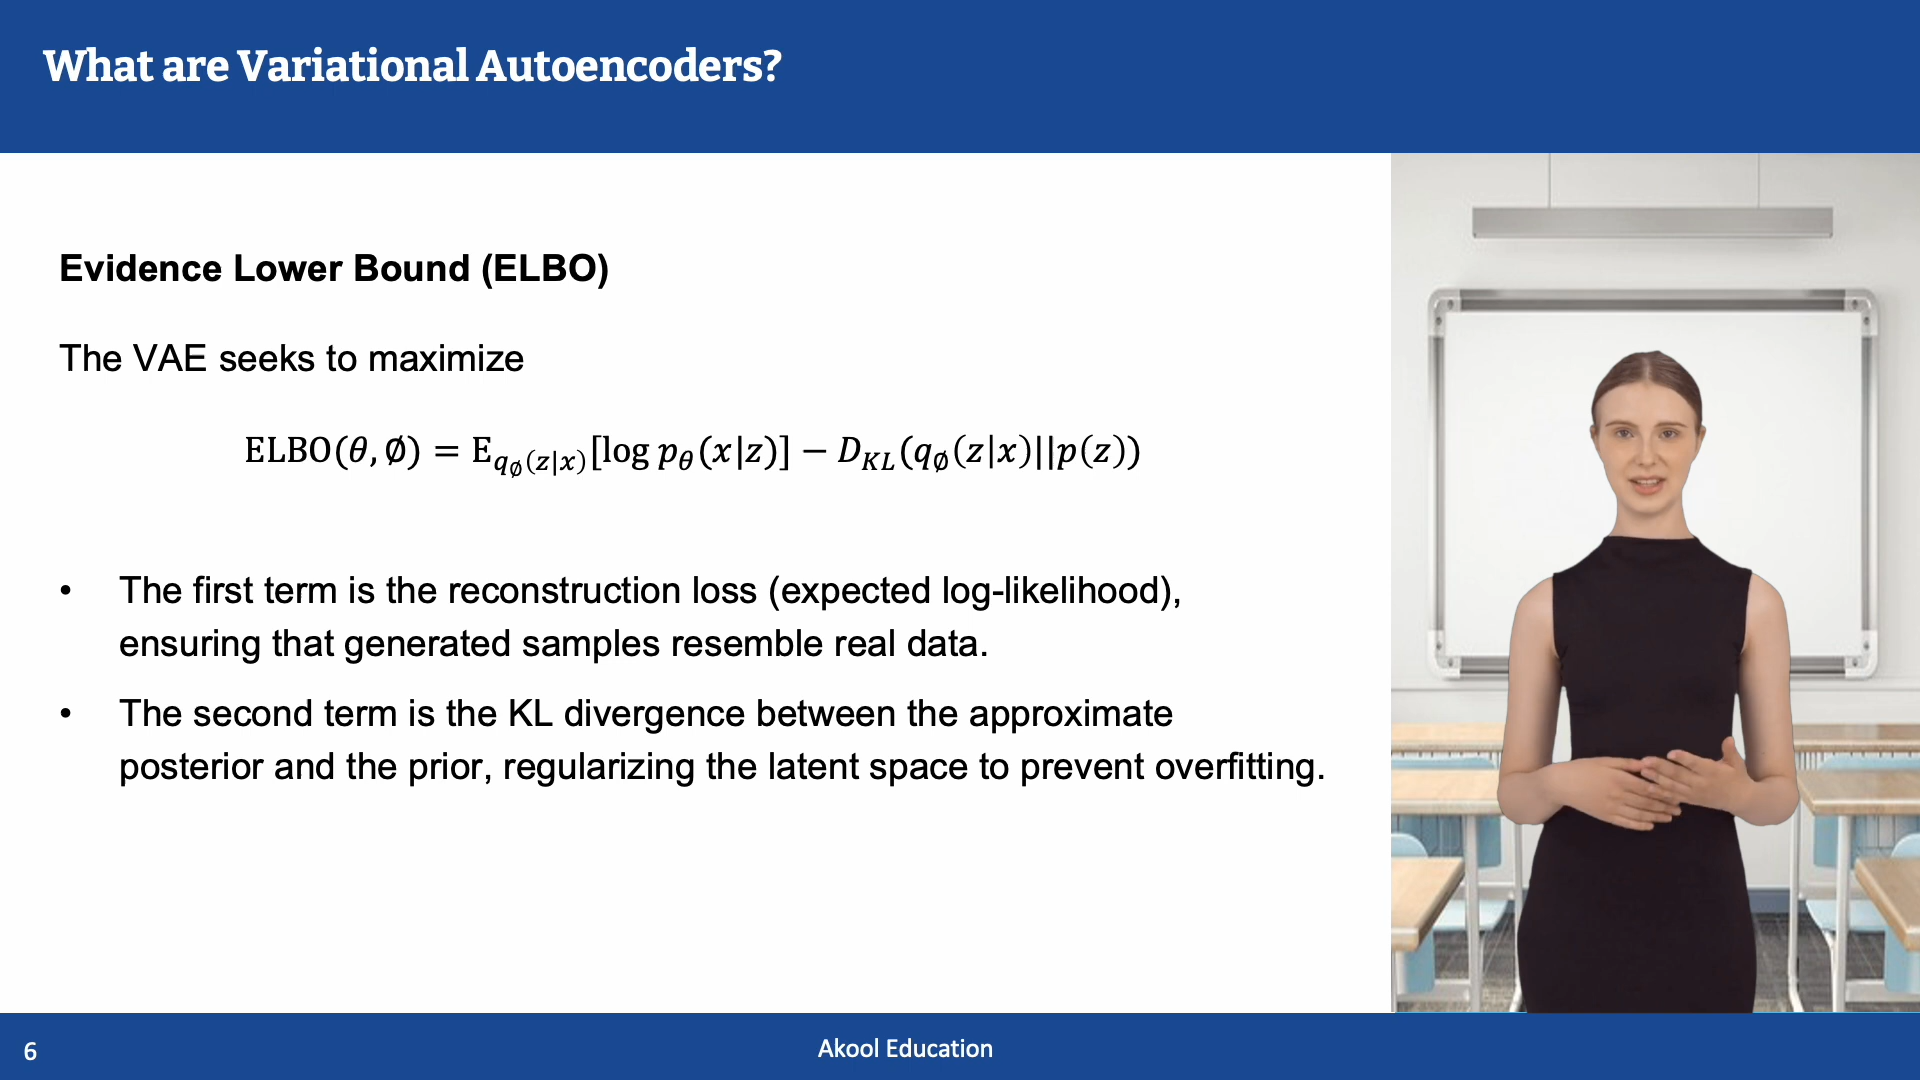 What are Variational Autoencoders?
Evidence Lower Bound (ELBO)
The VAE seeks to maximize
ELBO(θ, ∅) = E_{q_∅(z|x)}[log p_θ(x|z)] − D_{KL}(q_∅(z|x)||p(z))
• The first term is the reconstruction loss (expected log-likelihood),
ensuring that generated samples resemble real data.
• The second term is the KL divergence between the approximate
posterior and the prior, regularizing the latent space to prevent overfitting.
6
Akool Education